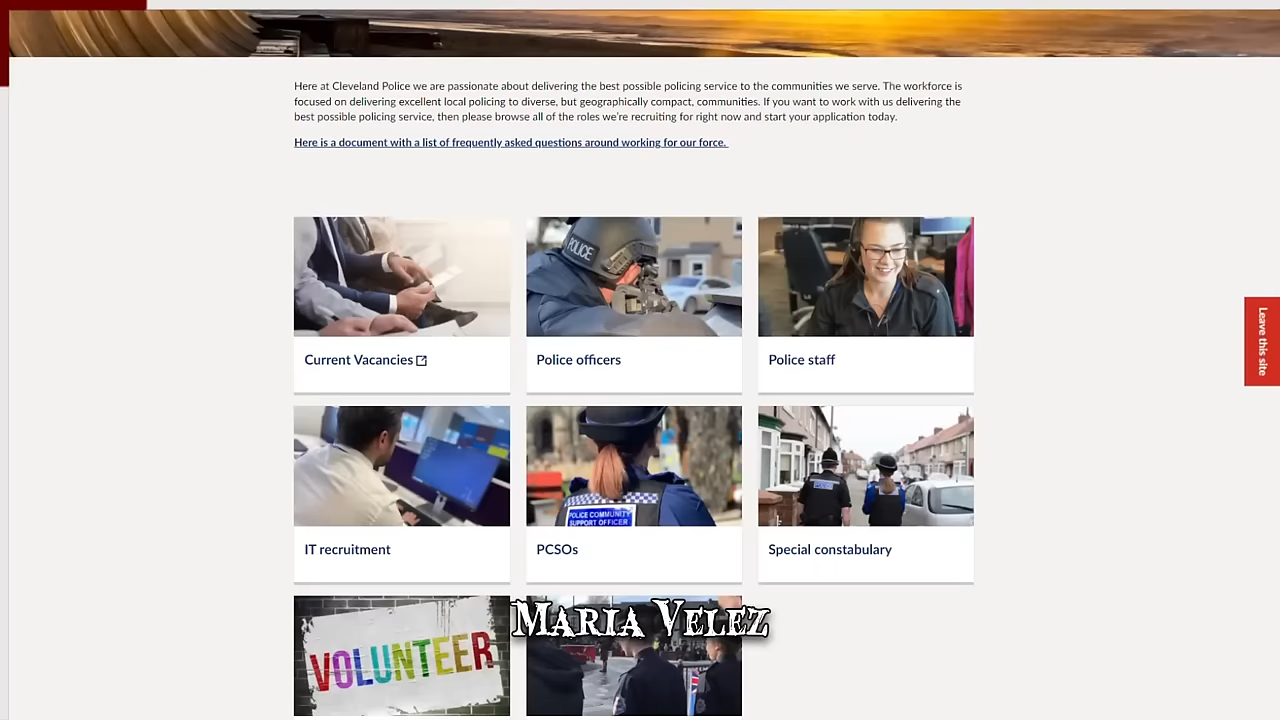 Here at Cleveland Police we are passionate about delivering the best possible policing service to the communities we serve. The workforce is
focused on delivering excellent local policing to diverse, but geographically compact, communities. If you want to work with us delivering the
best possible policing service, then please browse all of the roles we're recruiting for right now and start your application today.
Here is a document with a list of frequently asked questions around working for our force.
Leave this site
POLICE
Current Vacancies
Police officers
Police staff
POLICE COMMUNITY
SUPPORT OFFICER
IT recruitment
PCSOs
Special constabulary
VOLUNTEER
MARIA VELEZ